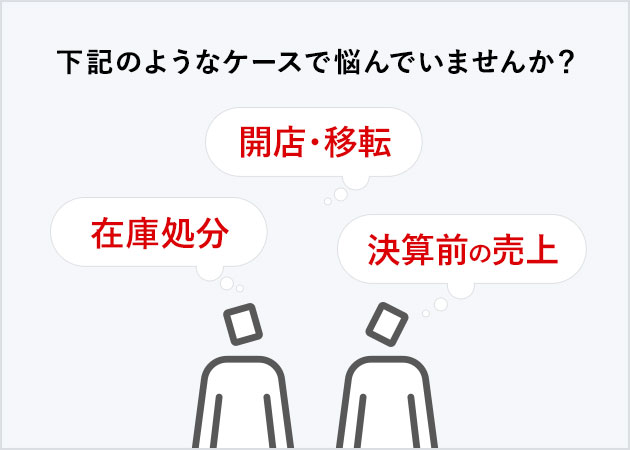 下記のようなケースで悩んでいませんか？
開店・移転
在庫処分
決算前の売上